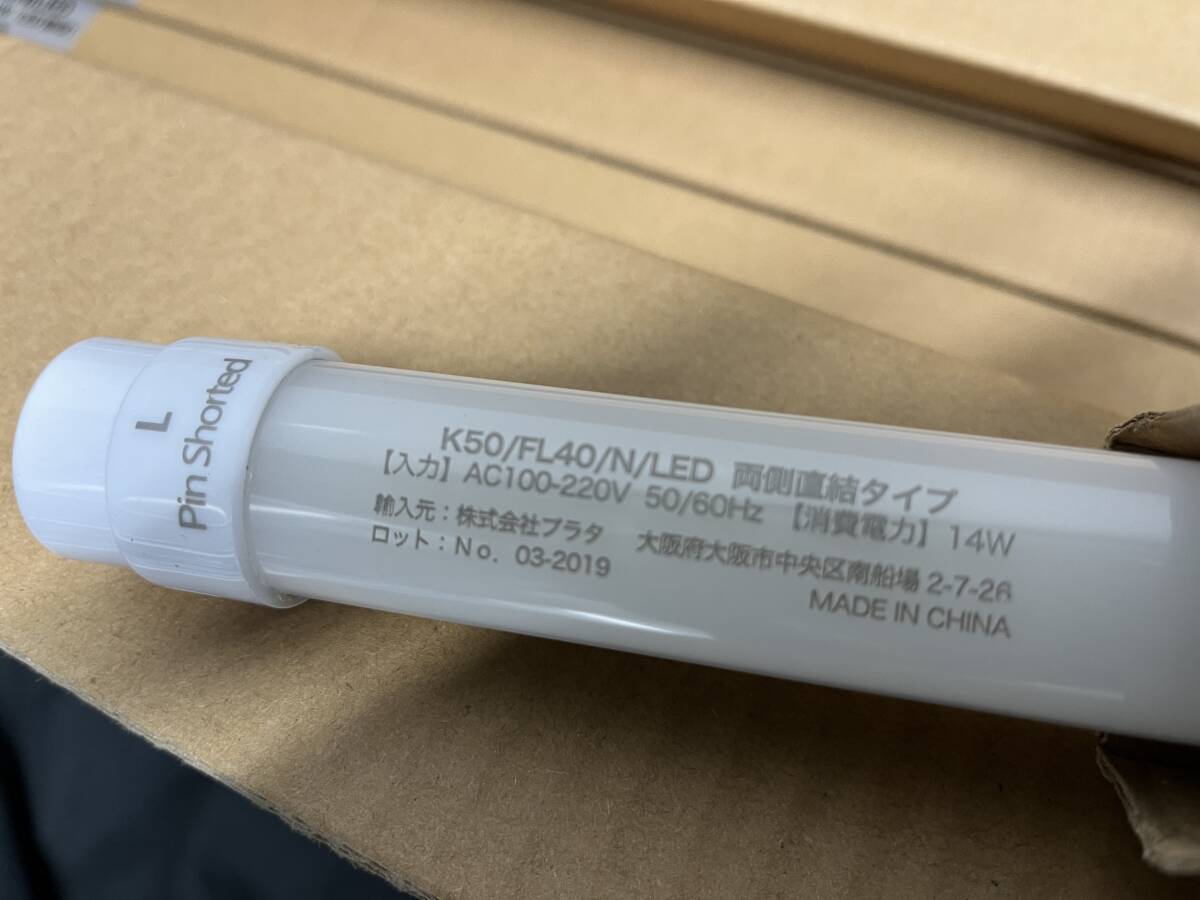 L
Pin Shorted
K50/FL40/N/LED 両側直結タイプ
【入力】AC100-220V 50/60Hz 【消費電力】14W
輸入元：株式会社プラタ 大阪府大阪市中央区南船場 2-7-26
ロット：No. 03-2019
MADE IN CHINA